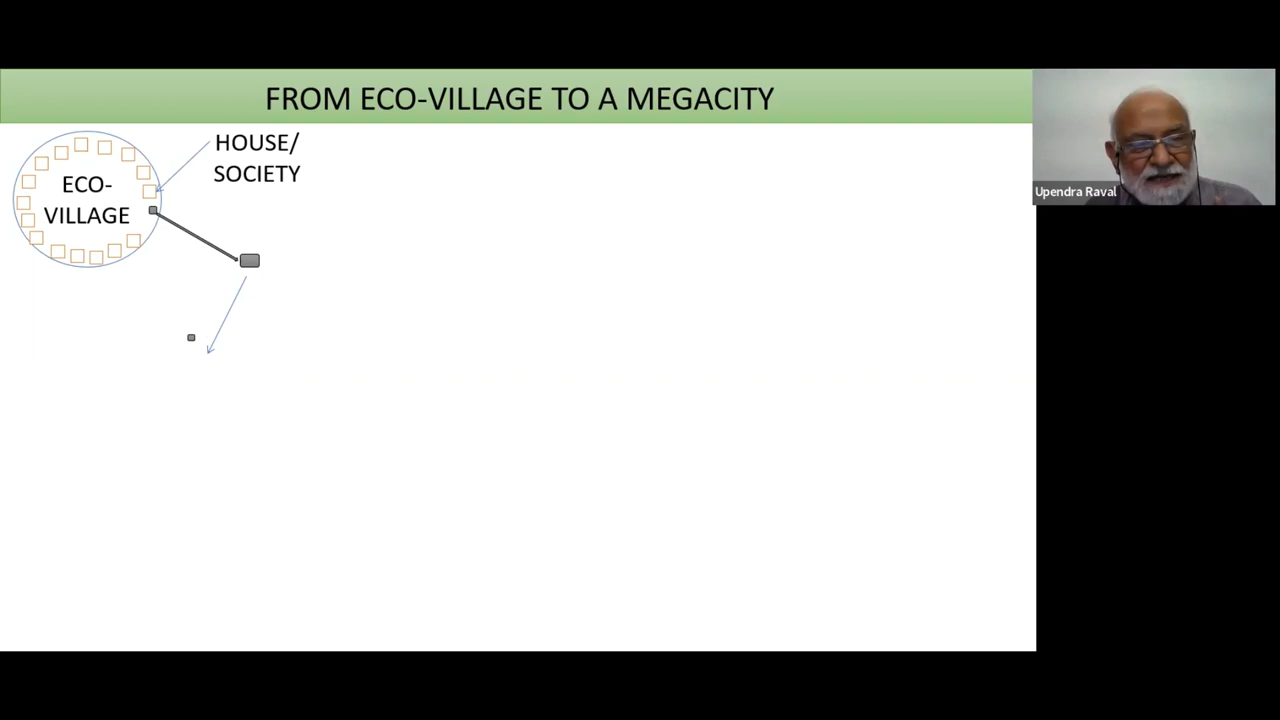 FROM ECO-VILLAGE TO A MEGACITY
HOUSE/
SOCIETY
ECO-
VILLAGE
Upendra Raval